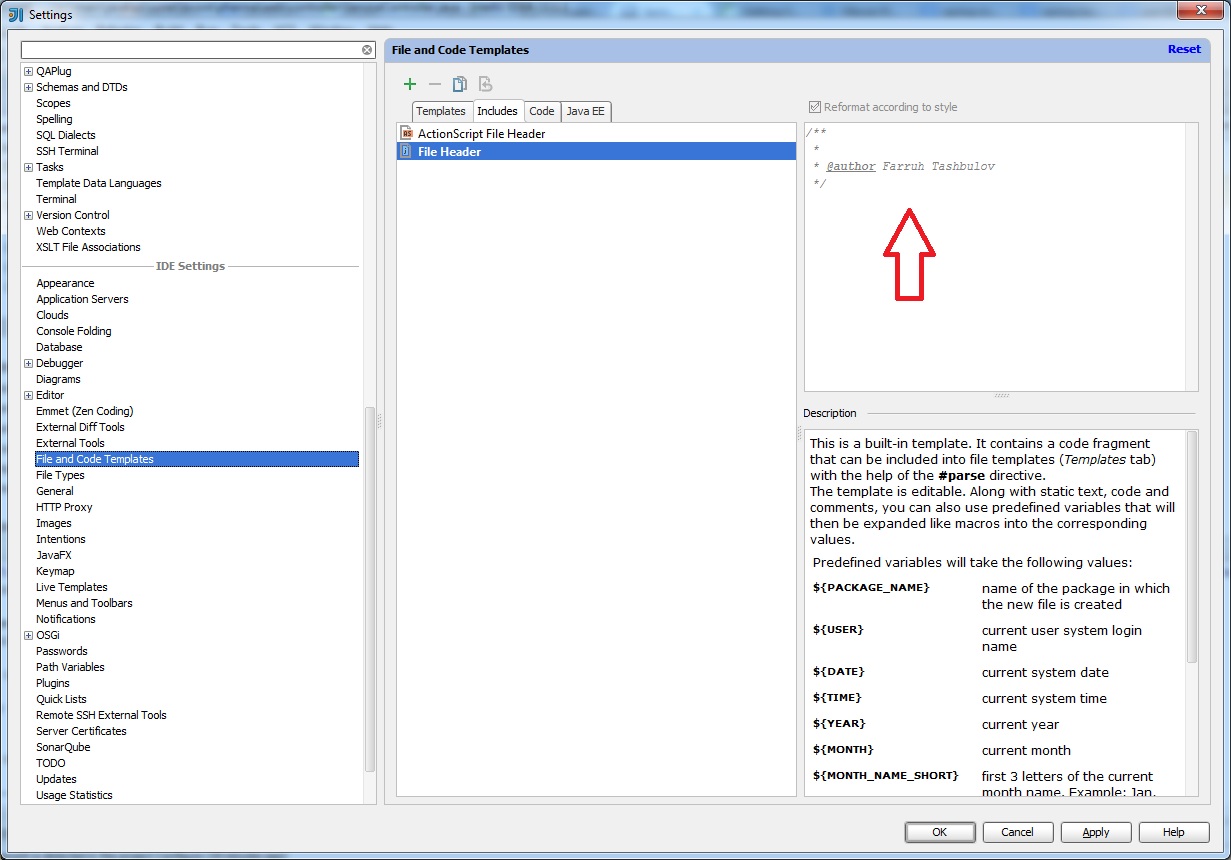 Settings
QAPlug
Schemas and DTDs
Scopes
Spelling
SQL Dialects
SSH Terminal
Tasks
Template Data Languages
Terminal
Version Control
Web Contexts
XSLT File Associations
IDE Settings
Appearance
Application Servers
Clouds
Console Folding
Database
Debugger
Diagrams
Editor
Emmet (Zen Coding)
External Diff Tools
External Tools
File and Code Templates
File Types
General
HTTP Proxy
Images
Intentions
JavaFX
Keymap
Live Templates
Menus and Toolbars
Notifications
OSGi
Passwords
Path Variables
Plugins
Quick Lists
Remote SSH External Tools
Server Certificates
SonarQube
TODO
Updates
Usage Statistics
File and Code Templates
Reset
Templates Includes Code Java EE
ActionScript File Header
File Header
Reformat according to style
/**
*
* @author Farruh Tashbulov
*/
Description
This is a built-in template. It contains a code fragment
that can be included into file templates (Templates tab)
with the help of the #parse directive.
The template is editable. Along with static text, code and
comments, you can also use predefined variables that will
then be expanded like macros into the corresponding
values.
Predefined variables will take the following values:
${PACKAGE_NAME} name of the package in which
the new file is created
${USER} current user system login
name
${DATE} current system date
${TIME} current system time
${YEAR} current year
${MONTH} current month
${MONTH_NAME_SHORT} first 3 letters of the current
month name. Example: Jan,
OK Cancel Apply Help